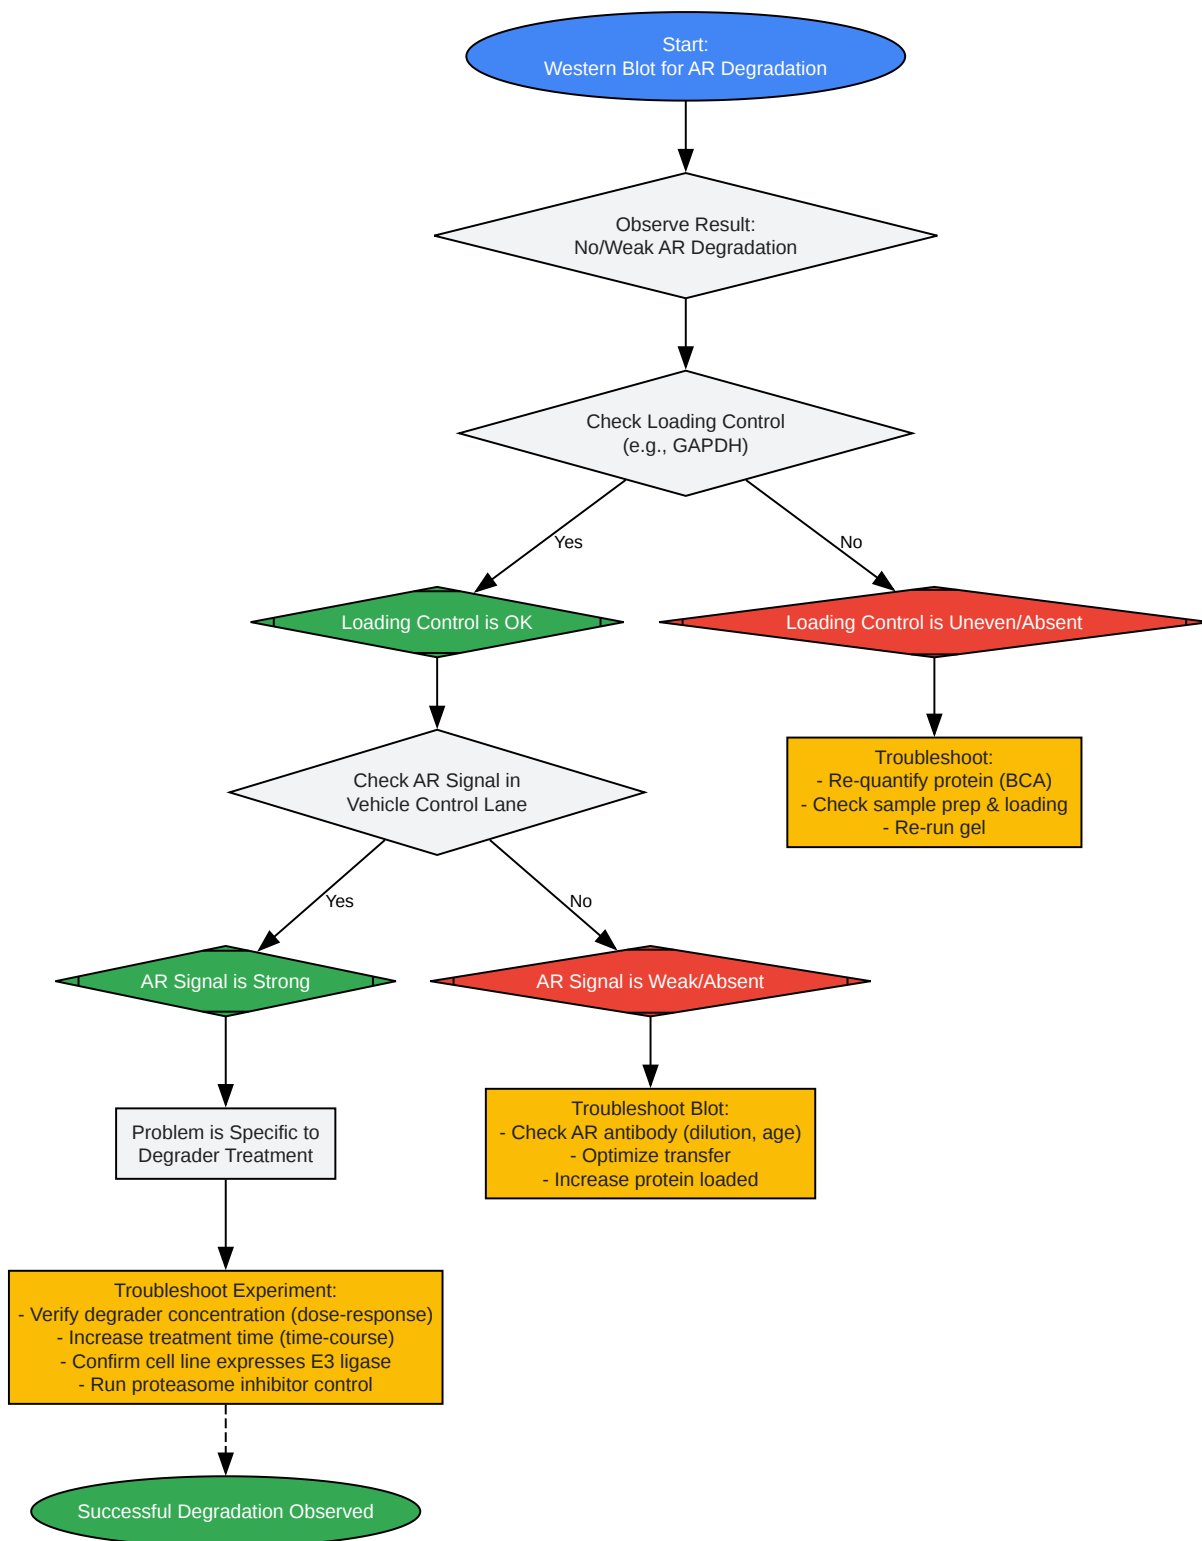 Start:
Western Blot for AR Degradation
Observe Result:
No/Weak AR Degradation
Check Loading Control
(e.g., GAPDH)
Yes
No
Loading Control is OK
Loading Control is Uneven/Absent
Check AR Signal in
Vehicle Control Lane
Troubleshoot:
- Re-quantify protein (BCA)
- Check sample prep & loading
- Re-run gel
Yes
No
AR Signal is Strong
AR Signal is Weak/Absent
Problem is Specific to
Degrader Treatment
Troubleshoot Blot:
- Check AR antibody (dilution, age)
- Optimize transfer
- Increase protein loaded
Troubleshoot Experiment:
- Verify degrader concentration (dose-response)
- Increase treatment time (time-course)
- Confirm cell line expresses E3 ligase
- Run proteasome inhibitor control
Successful Degradation Observed